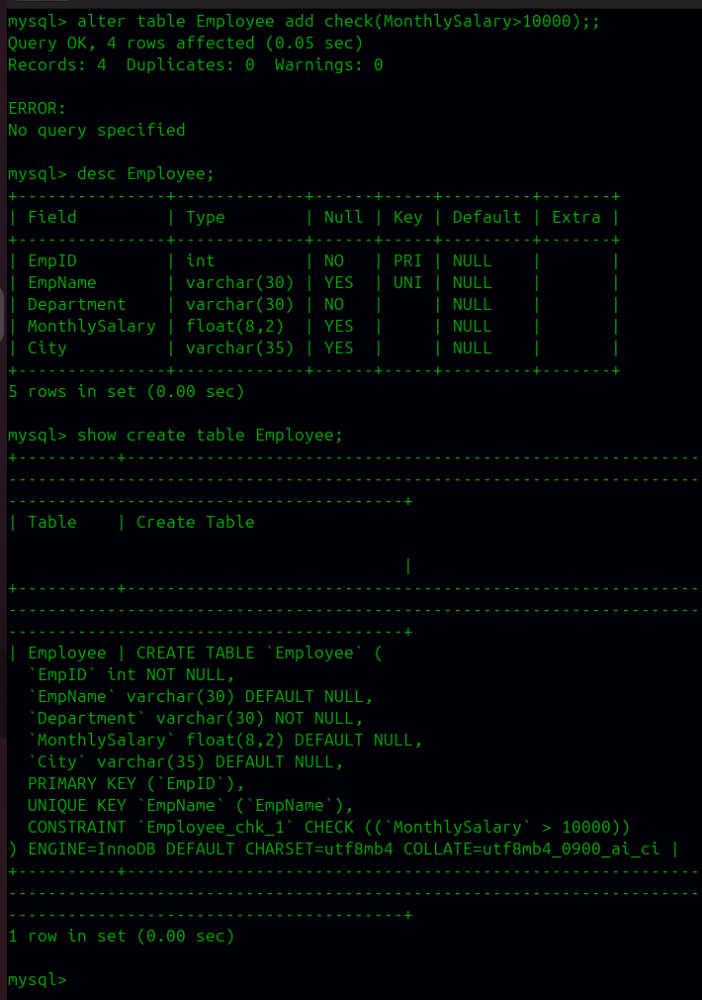 mysql> alter table Employee add check(MonthlySalary>10000);;
Query OK, 4 rows affected (0.05 sec)
Records: 4  Duplicates: 0  Warnings: 0

ERROR:
No query specified

mysql> desc Employee;
+---------------+-------------+------+-----+---------+-------+
| Field         | Type        | Null | Key | Default | Extra |
+---------------+-------------+------+-----+---------+-------+
| EmpID         | int         | NO   | PRI | NULL    |       |
| EmpName       | varchar(30) | YES  | UNI | NULL    |       |
| Department    | varchar(30) | NO   |     | NULL    |       |
| MonthlySalary | float(8,2)  | YES  |     | NULL    |       |
| City          | varchar(35) | YES  |     | NULL    |       |
+---------------+-------------+------+-----+---------+-------+
5 rows in set (0.00 sec)

mysql> show create table Employee;
+----------+----------------------------------------------------------
----------------------------------------------------------------------
----------------------------------------+
| Table    | Create Table

                                        |
+----------+----------------------------------------------------------
----------------------------------------------------------------------
----------------------------------------+
| Employee | CREATE TABLE `Employee` (
  `EmpID` int NOT NULL,
  `EmpName` varchar(30) DEFAULT NULL,
  `Department` varchar(30) NOT NULL,
  `MonthlySalary` float(8,2) DEFAULT NULL,
  `City` varchar(35) DEFAULT NULL,
  PRIMARY KEY (`EmpID`),
  UNIQUE KEY `EmpName` (`EmpName`),
  CONSTRAINT `Employee_chk_1` CHECK ((`MonthlySalary` > 10000))
) ENGINE=InnoDB DEFAULT CHARSET=utf8mb4 COLLATE=utf8mb4_0900_ai_ci |
+----------+----------------------------------------------------------
----------------------------------------------------------------------
----------------------------------------+
1 row in set (0.00 sec)

mysql>